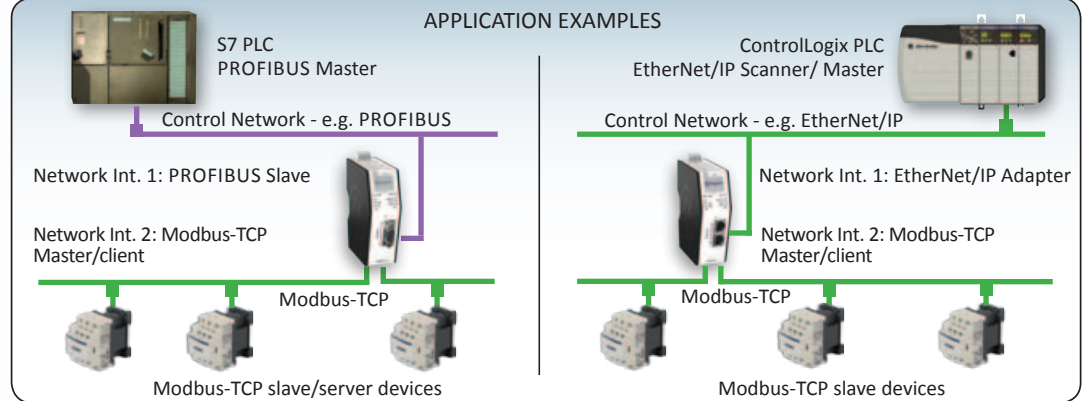 APPLICATION EXAMPLES
S7 PLC
PROFIBUS Master
Control Network - e.g. PROFIBUS
Network Int. 1: PROFIBUS Slave
Network Int. 2: Modbus-TCP
Master/client
Modbus-TCP
Modbus-TCP slave/server devices
ControlLogix PLC
EtherNet/IP Scanner/ Master
Control Network - e.g. EtherNet/IP
Network Int. 1: EtherNet/IP Adapter
Network Int. 2: Modbus-TCP
Master/client
Modbus-TCP
Modbus-TCP slave devices